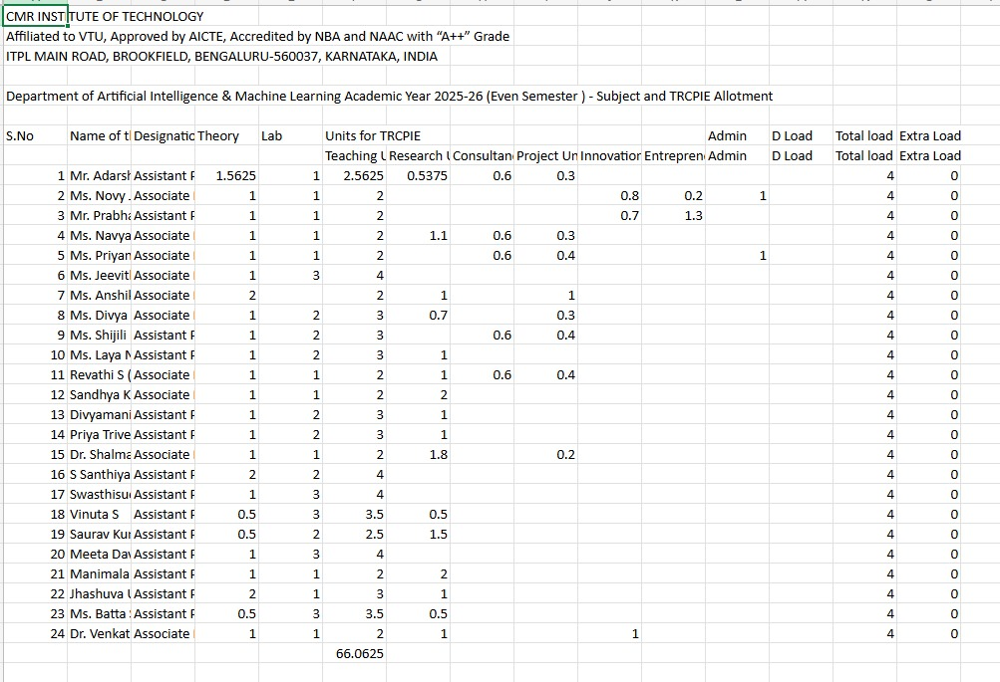 CMR INSTITUTE OF TECHNOLOGY
Affiliated to VTU, Approved by AICTE, Accredited by NBA and NAAC with “A++” Grade
ITPL MAIN ROAD, BROOKFIELD, BENGALURU-560037, KARNATAKA, INDIA
Department of Artificial Intelligence & Machine Learning Academic Year 2025-26 (Even Semester ) - Subject and TRCPIE Allotment
S.No Name of t Designatio Theory Lab Units for TRCPIE Admin D Load Total load Extra Load
Teaching U Research U Consultan Project Un Innovation Entrepren Admin D Load Total load Extra Load
1 Mr. Adarsh Assistant P 1.5625 1 2.5625 0.5375 0.6 0.3 4 0
2 Ms. Novy . Associate 1 1 2 0.8 0.2 1 4 0
3 Mr. Prabha Assistant P 1 1 2 0.7 1.3 4 0
4 Ms. Navya Associate 1 1 2 1.1 0.6 0.3 4 0
5 Ms. Priyan Associate 1 1 2 0.6 0.4 1 4 0
6 Ms. Jeevit Associate 1 3 4 4 0
7 Ms. Anshil Associate 2 2 1 1 4 0
8 Ms. Divya Associate 1 2 3 0.7 0.3 4 0
9 Ms. Shijili Assistant P 1 2 3 0.6 0.4 4 0
10 Ms. Laya N Assistant P 1 2 3 1 4 0
11 Revathi S ( Associate 1 1 2 1 0.6 0.4 4 0
12 Sandhya K Associate 1 1 2 2 4 0
13 Divyamani Assistant P 1 2 3 1 4 0
14 Priya Trive Assistant P 1 2 3 1 4 0
15 Dr. Shalma Associate 1 1 2 1.8 0.2 4 0
16 S Santhiya Assistant P 2 2 4 4 0
17 Swasthisu Assistant P 1 3 4 4 0
18 Vinuta S Assistant P 0.5 3 3.5 0.5 4 0
19 Saurav Kur Assistant P 0.5 2 2.5 1.5 4 0
20 Meeta Dav Assistant P 1 3 4 4 0
21 Manimala Assistant P 1 1 2 2 4 0
22 Jhashuva Assistant P 2 1 3 1 4 0
23 Ms. Batta Assistant P 0.5 3 3.5 0.5 4 0
24 Dr. Venkat Associate 1 1 2 1 1 4 0
66.0625